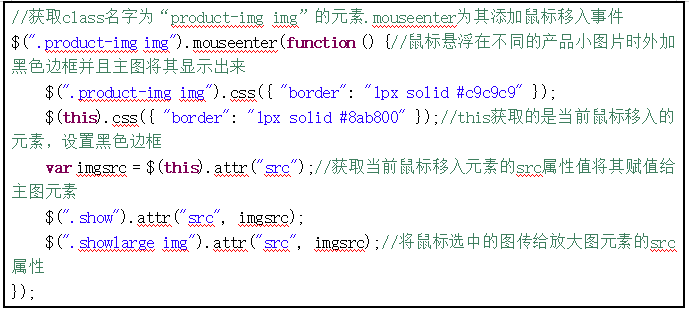 //获取class名字为“product-img img”的元素.mouseenter为其添加鼠标移入事件
$(".product-img img").mouseenter(function () {//鼠标悬浮在不同的产品小图片时外加
黑色边框并且主图将其显示出来
    $(".product-img img").css({ "border": "1px solid #c9c9c9" });
    $(this).css({ "border": "1px solid #8ab800" });//this获取的是当前鼠标移入的
元素，设置黑色边框
    var imgsrc = $(this).attr("src");//获取当前鼠标移入元素的src属性值将其赋值给
主图元素
    $(".show").attr("src", imgsrc);
    $(".showlarge img").attr("src", imgsrc);//将鼠标选中的图传给放大图元素的src
属性
});